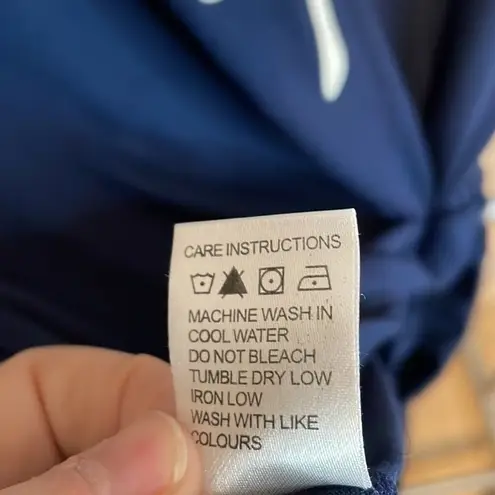 CARE INSTRUCTIONS
MACHINE WASH IN
COOL WATER
DO NOT BLEACH
TUMBLE DRY LOW
IRON LOW
WASH WITH LIKE
COLOURS